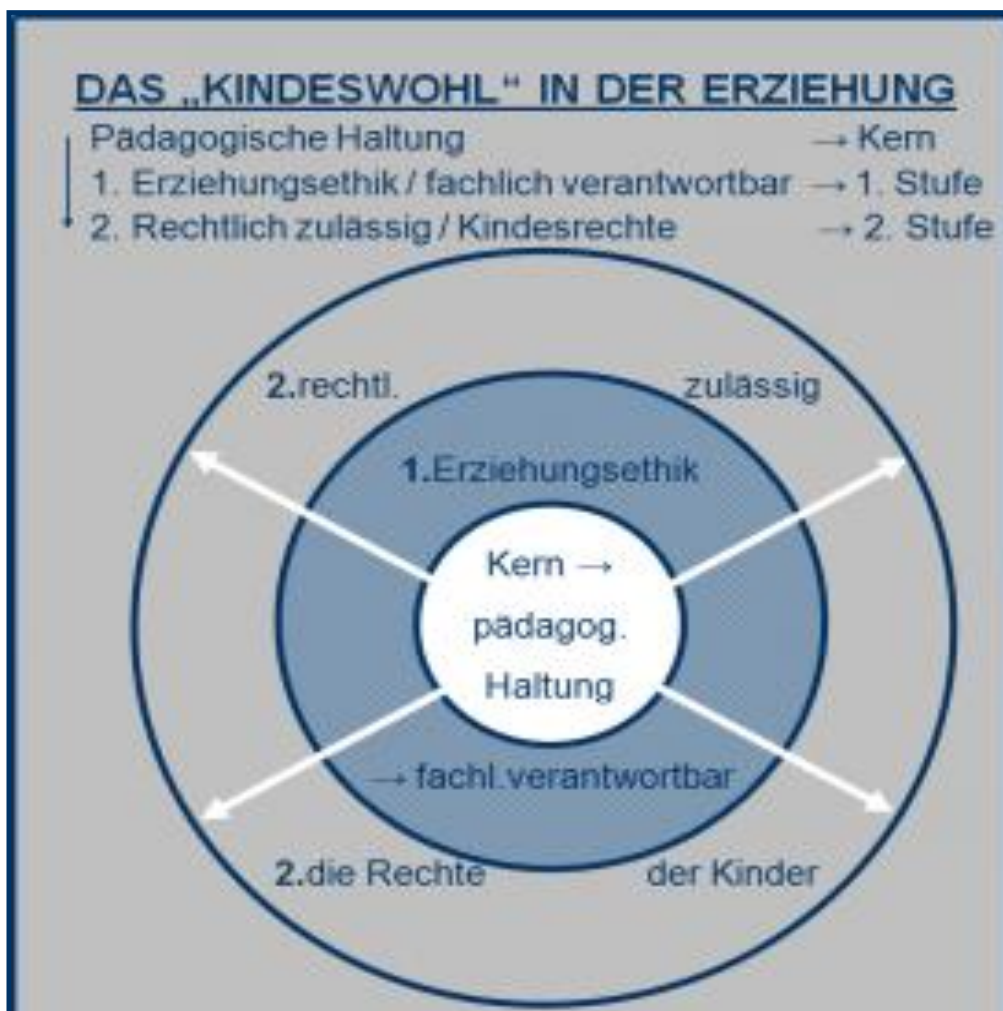 DAS „KINDESWOHL“ IN DER ERZIEHUNG
Pädagogische Haltung → Kern
1. Erziehungsethik / fachlich verantwortbar → 1. Stufe
2. Rechtlich zulässig / Kindesrechte → 2. Stufe
2.rechtl. zulässig
1.Erziehungsethik
Kern →
pädagog.
Haltung
→ fachl.verantwortbar
2.die Rechte der Kinder